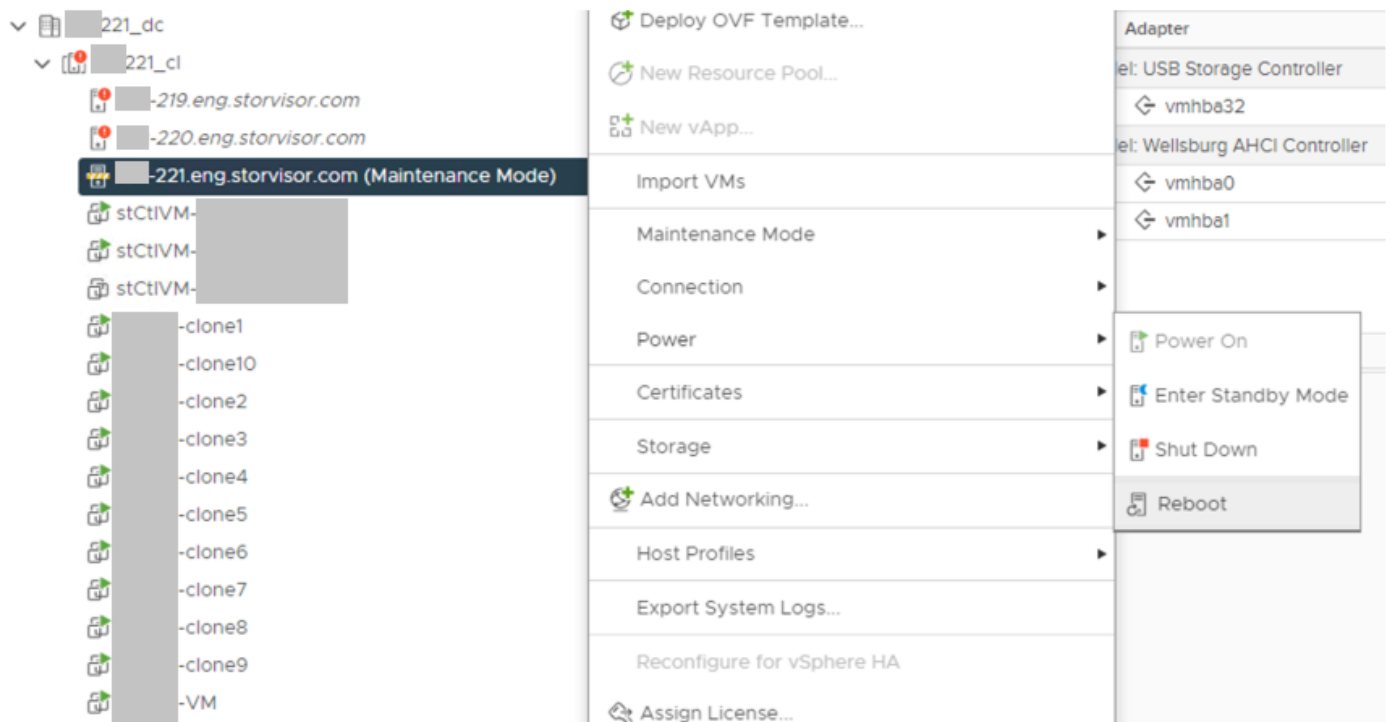 221_dc
221_cl
-219.eng.storvisor.com
-220.eng.storvisor.com
-221.eng.storvisor.com (Maintenance Mode)
stCtlVM-
stCtlVM-
stCtlVM-
-clone1
-clone10
-clone2
-clone3
-clone4
-clone5
-clone6
-clone7
-clone8
-clone9
-VM
Deploy OVF Template...
New Resource Pool...
New vApp...
Import VMs
Maintenance Mode
Connection
Power
Certificates
Storage
Add Networking...
Host Profiles
Export System Logs...
Reconfigure for vSphere HA
Assign License...
Power On
Enter Standby Mode
Shut Down
Reboot
Adapter
el: USB Storage Controller
vmhba32
el: Wellsburg AHCI Controller
vmhba0
vmhba1